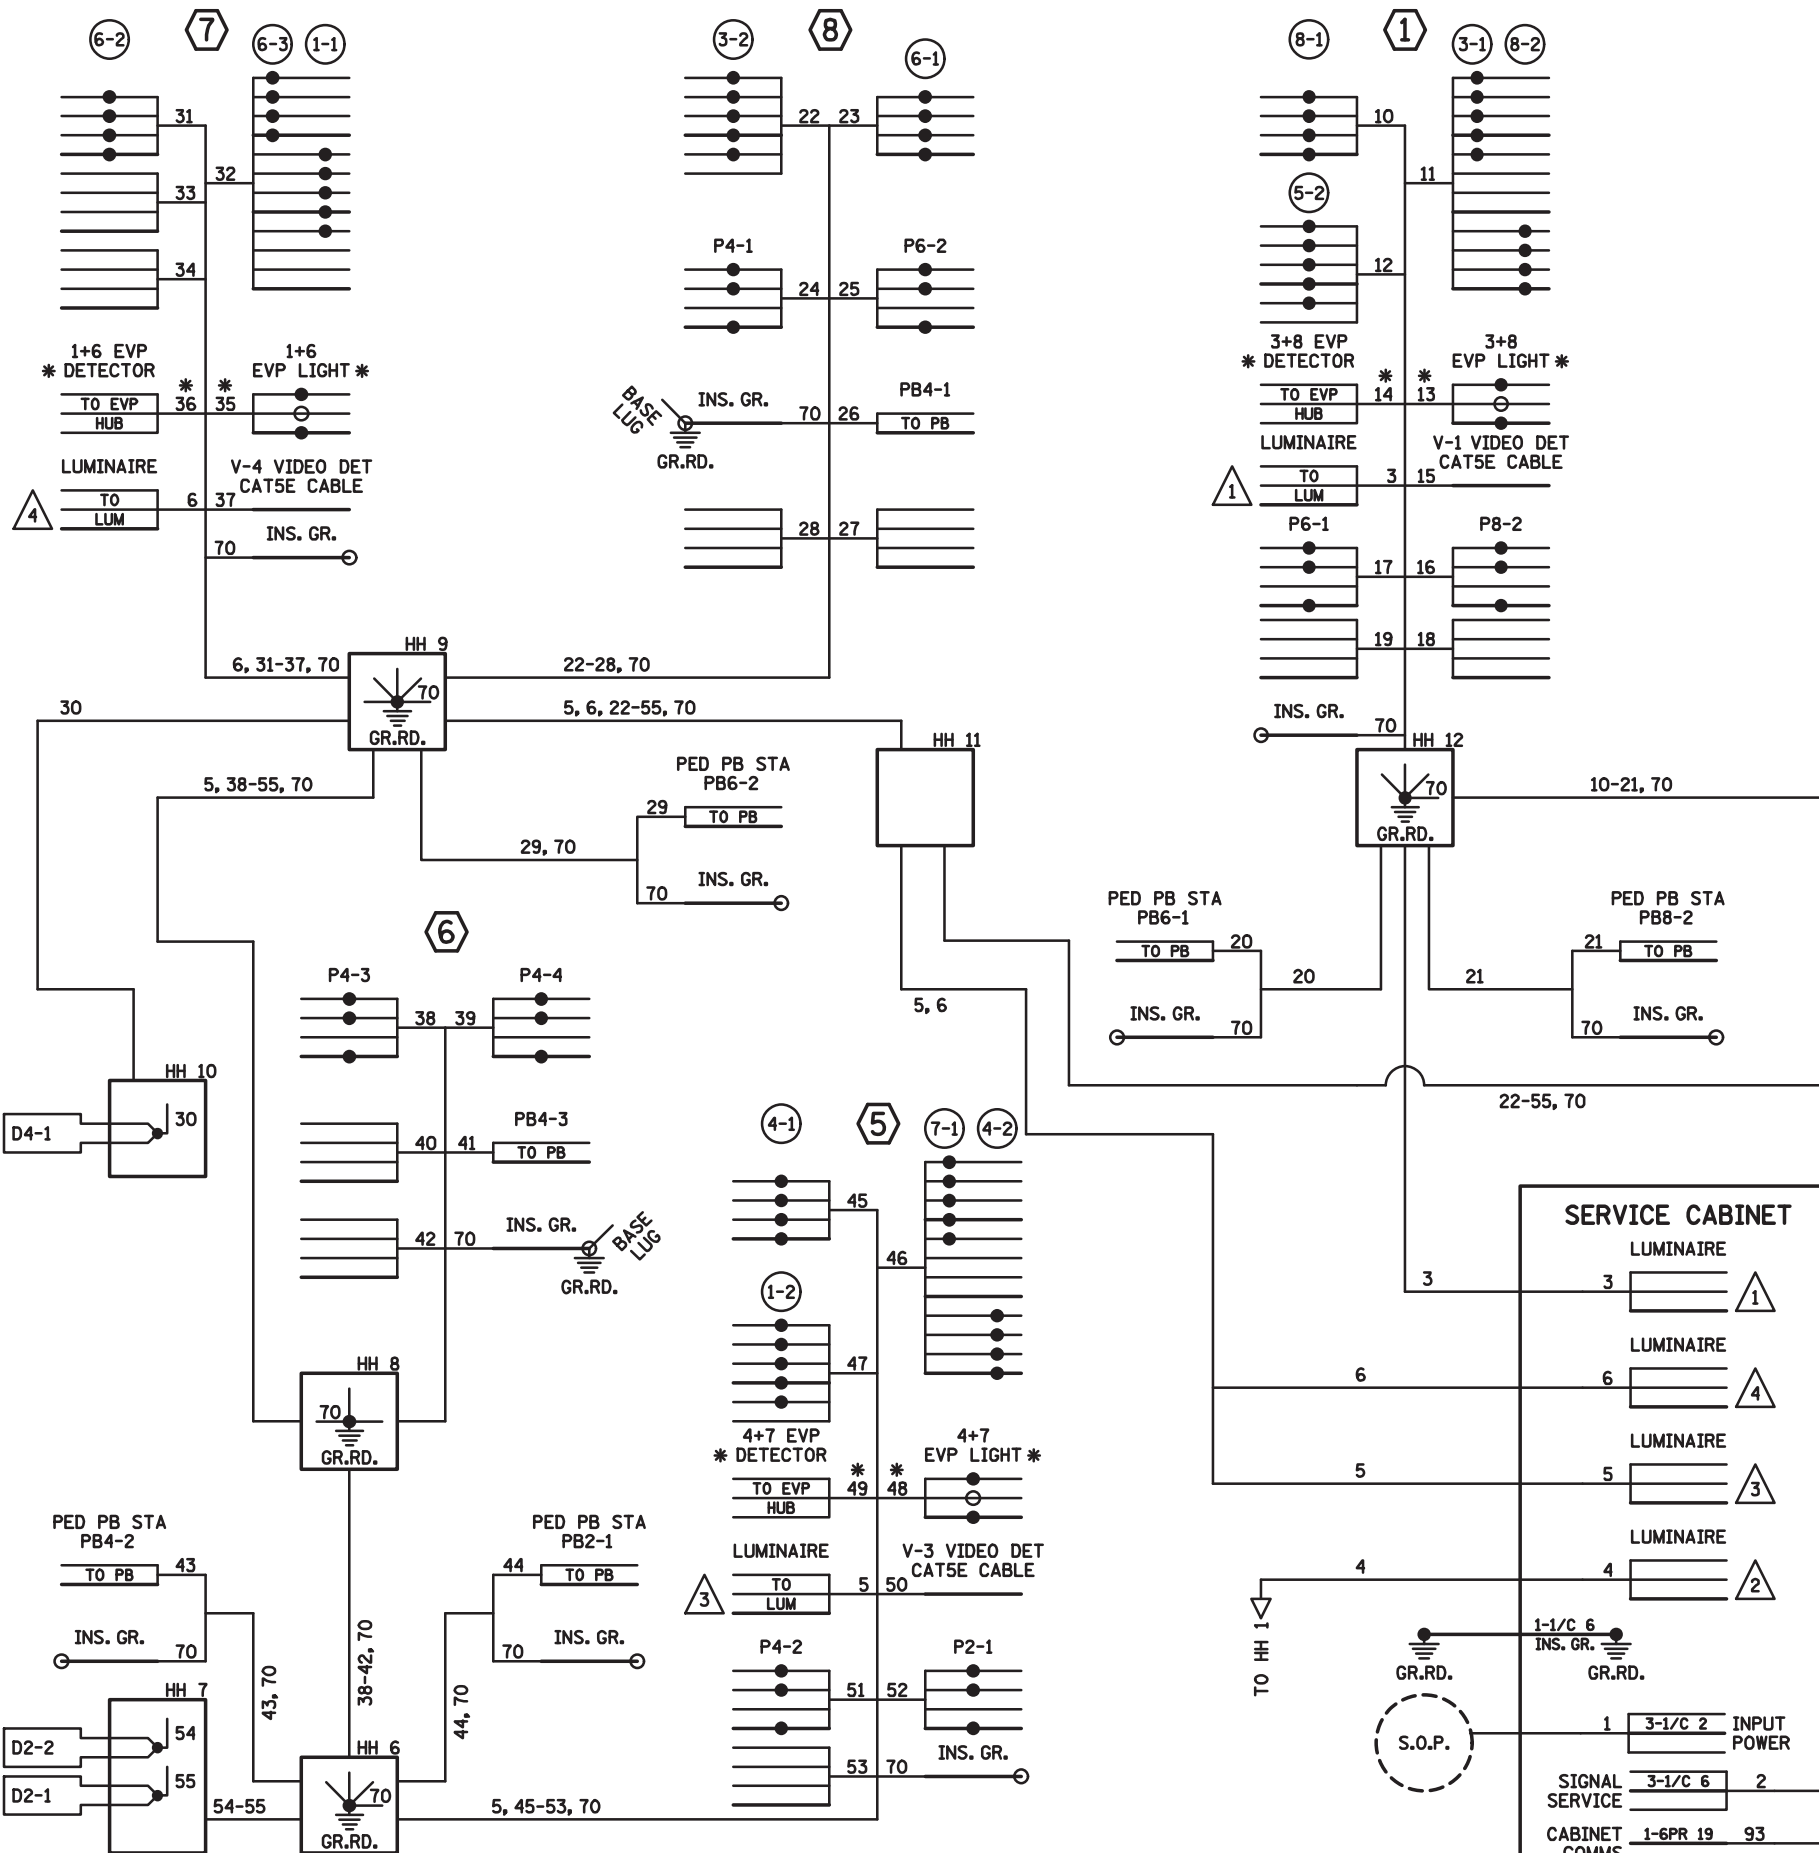 6-2
7
6-3
1-1
31
32
33
34
1+6 EVP
* DETECTOR
1+6
EVP LIGHT *
*
*
TO EVP
HUB
36
35
LUMINAIRE
V-4 VIDEO DET
CAT5E CABLE
4
TO
LUM
6
37
INS. GR.
70
3-2
8
6-1
22
23
P4-1
P6-2
24
25
BASE
LUG
INS. GR.
70
26
PB4-1
TO PB
GR.RD.
28
27
8-1
1
3-1
8-2
10
11
5-2
12
3+8 EVP
* DETECTOR
3+8
EVP LIGHT *
*
*
TO EVP
HUB
14
13
LUMINAIRE
V-1 VIDEO DET
CAT5E CABLE
1
TO
LUM
3
15
P6-1
P8-2
17
16
19
18
INS. GR.
70
HH 9
6, 31-37, 70
22-28, 70
70
GR.RD.
30
5, 6, 22-55, 70
HH 11
HH 12
70
GR.RD.
10-21, 70
5, 38-55, 70
PED PB STA
PB6-2
29
TO PB
29, 70
70
INS. GR.
PED PB STA
PB6-1
TO PB
20
20
INS. GR.
70
PED PB STA
PB8-2
21
TO PB
21
70
INS. GR.
5, 6
22-55, 70
6
P4-3
P4-4
38
39
HH 10
D4-1
30
PB4-3
40
41
TO PB
INS. GR.
42
70
BASE
LUG
GR.RD.
HH 8
70
GR.RD.
4-1
5
7-1
4-2
45
46
1-2
47
4+7 EVP
* DETECTOR
4+7
EVP LIGHT *
*
*
TO EVP
HUB
49
48
LUMINAIRE
V-3 VIDEO DET
CAT5E CABLE
3
TO
LUM
5
50
P4-2
P2-1
51
52
INS. GR.
53
70
PED PB STA
PB4-2
TO PB
43
INS. GR.
70
43, 70
38-42, 70
44, 70
PED PB STA
PB2-1
44
TO PB
70
INS. GR.
HH 7
D2-2
54
D2-1
55
54-55
HH 6
70
GR.RD.
5, 45-53, 70
SERVICE CABINET
LUMINAIRE
3
3
1
LUMINAIRE
6
6
4
LUMINAIRE
5
5
3
LUMINAIRE
4
4
2
TO HH 1
1-1/C 6
INS. GR.
GR.RD.
GR.RD.
S.O.P.
1
3-1/C 2
INPUT
POWER
SIGNAL
SERVICE
3-1/C 6
2
CABINET
COMMS
1-6PR 19
93